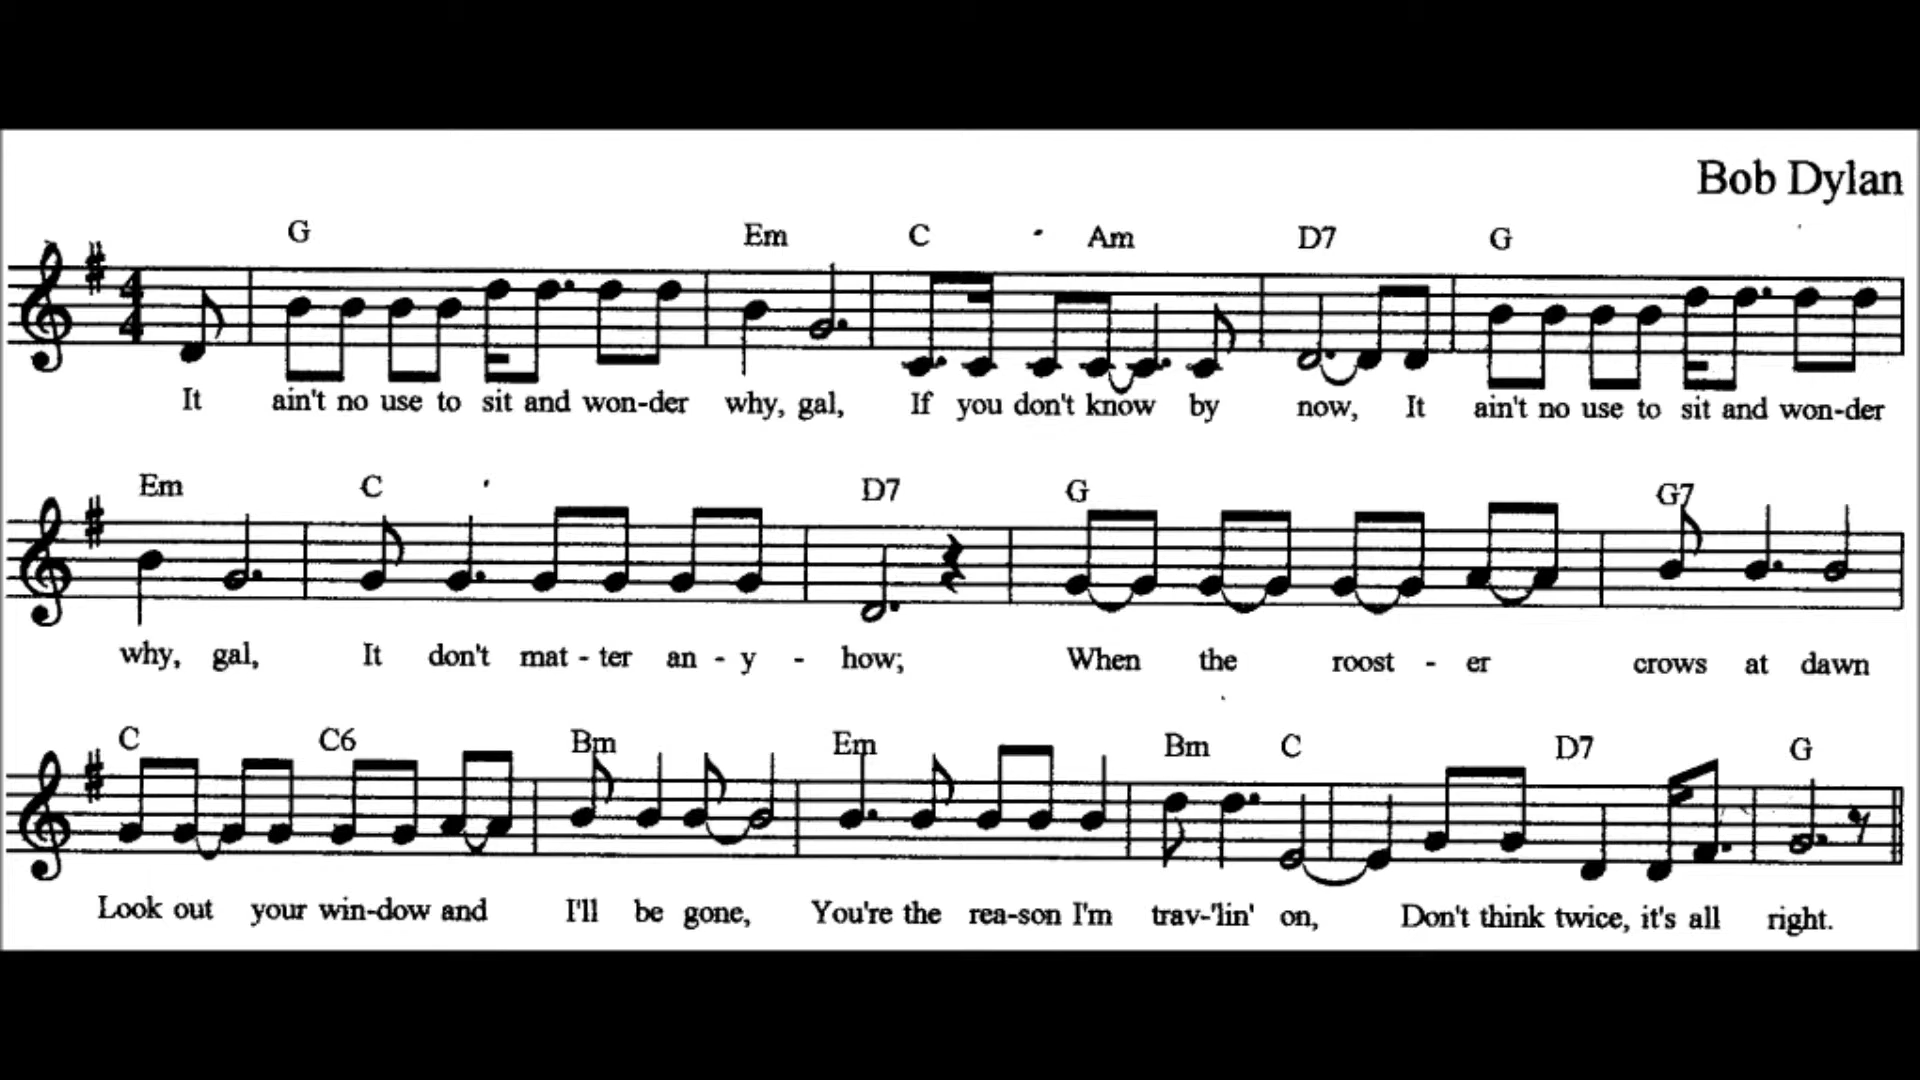 Bob Dylan
G Em C Am D7 G
4
4
It ain't no use to sit and won-der why, gal, If you don't know by now, It ain't no use to sit and won-der
Em C D7 G G7
why, gal, It don't mat - ter an - y - how; When the roost - er crows at dawn
C C6 Bm Em Bm C D7 G
Look out your win-dow and I'll be gone, You're the rea-son I'm trav-'lin' on, Don't think twice, it's all right.